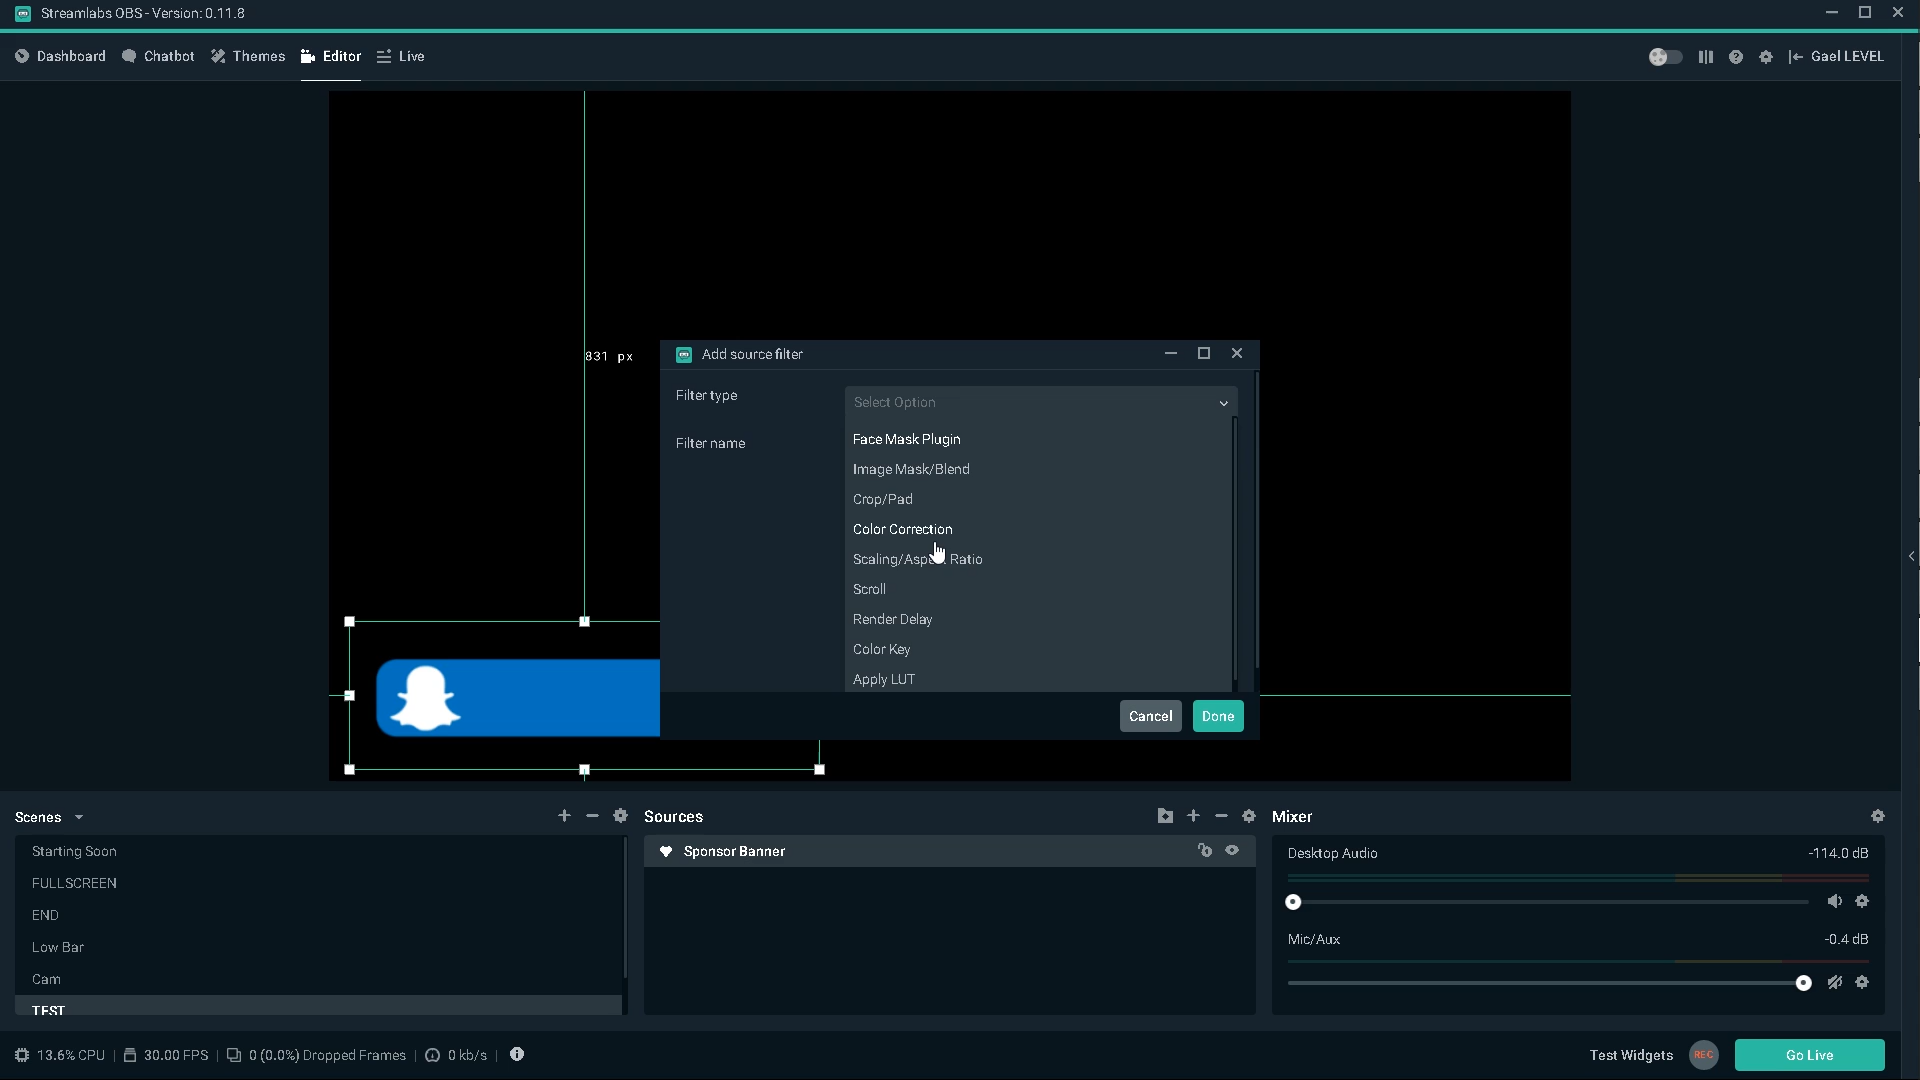 Streamlabs OBS - Version: 0.11.8
Dashboard
Chatbot
Themes
Editor
Live
Gael LEVEL
831 px
Add source filter
Filter type
Select Option
Filter name
Face Mask Plugin
Image Mask/Blend
Crop/Pad
Color Correction
Scaling/Aspect Ratio
Scroll
Render Delay
Color Key
Apply LUT
Cancel
Done
Scenes
Starting Soon
FULLSCREEN
END
Low Bar
Cam
TEST
Sources
Sponsor Banner
Mixer
Desktop Audio
-114.0 dB
Mic/Aux
-0.4 dB
13.6% CPU
30.00 FPS
0 (0.0%) Dropped Frames
0 kb/s
Test Widgets
REC
Go Live